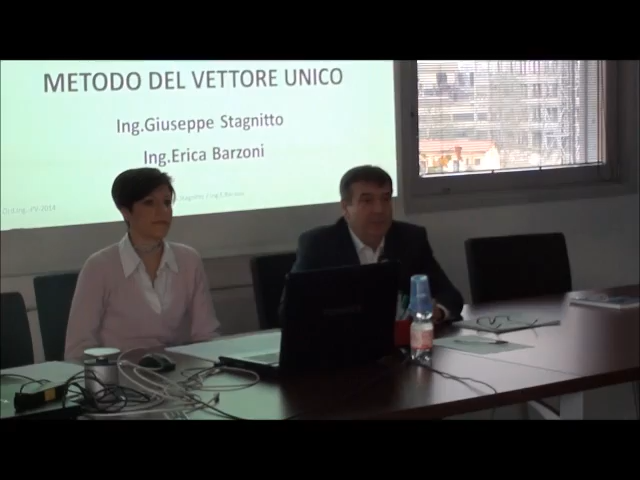 METODO DEL VETTORE UNICO
Ing.Giuseppe Stagnitto
Ing.Erica Barzoni